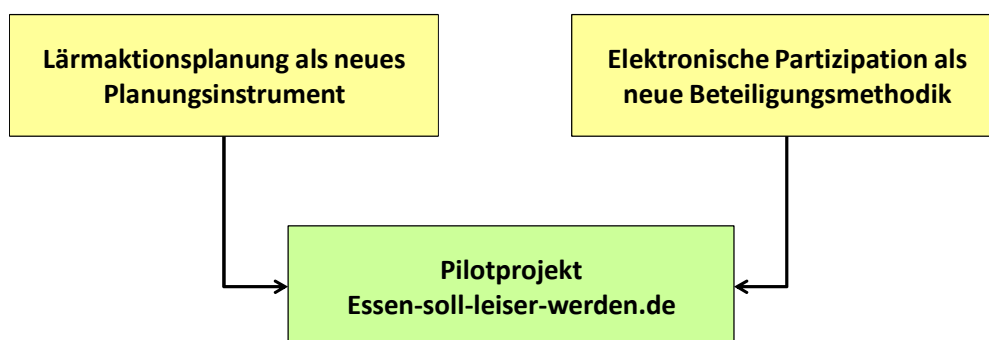 Lärmaktionsplanung als neues
Planungsinstrument
Elektronische Partizipation als
neue Beteiligungsmethodik
Pilotprojekt
Essen-soll-leiser-werden.de